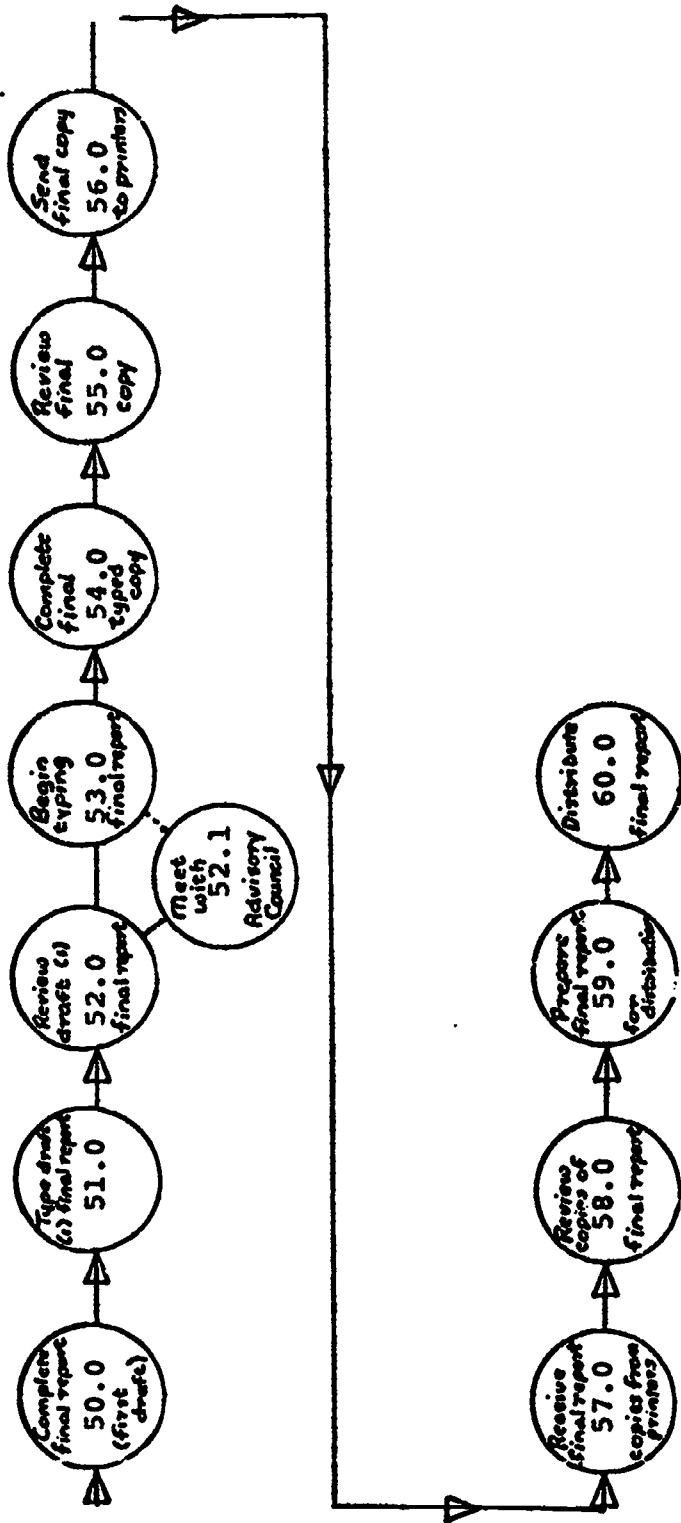 Complete
final report
50.0
(first
draft)
Type draft
(1) final report
51.0
Review
draft (1)
52.0
final report
Meet
with
52.1
Advisory
Council
Begin
typing
53.0
final report
Complete
final
54.0
typed
copy
Review
final
55.0
copy
Send
final copy
56.0
to printers
Receive
final report
57.0
copies from
printers
Review
copies of
58.0
final report
Prepare
final report
59.0
for
distribution
Distribute
60.0
final report